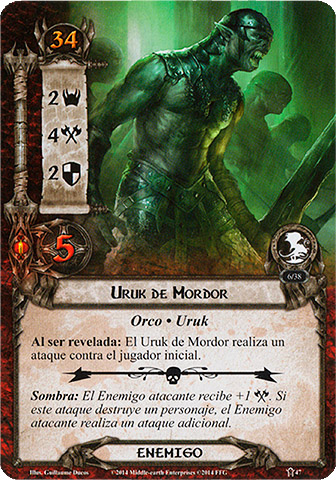 34
2
4
2
5
6/38
Uruk de Mordor
Orco • Uruk
Al ser revelada: El Uruk de Mordor realiza un
ataque contra el jugador inicial.
Sombra: El Enemigo atacante recibe +1 . Si
este ataque destruye un personaje, el Enemigo
atacante realiza un ataque adicional.
ENEMIGO
Illus. Guillaume Ducos
©2014 Middle-earth Enterprises ©2014 FFG
47